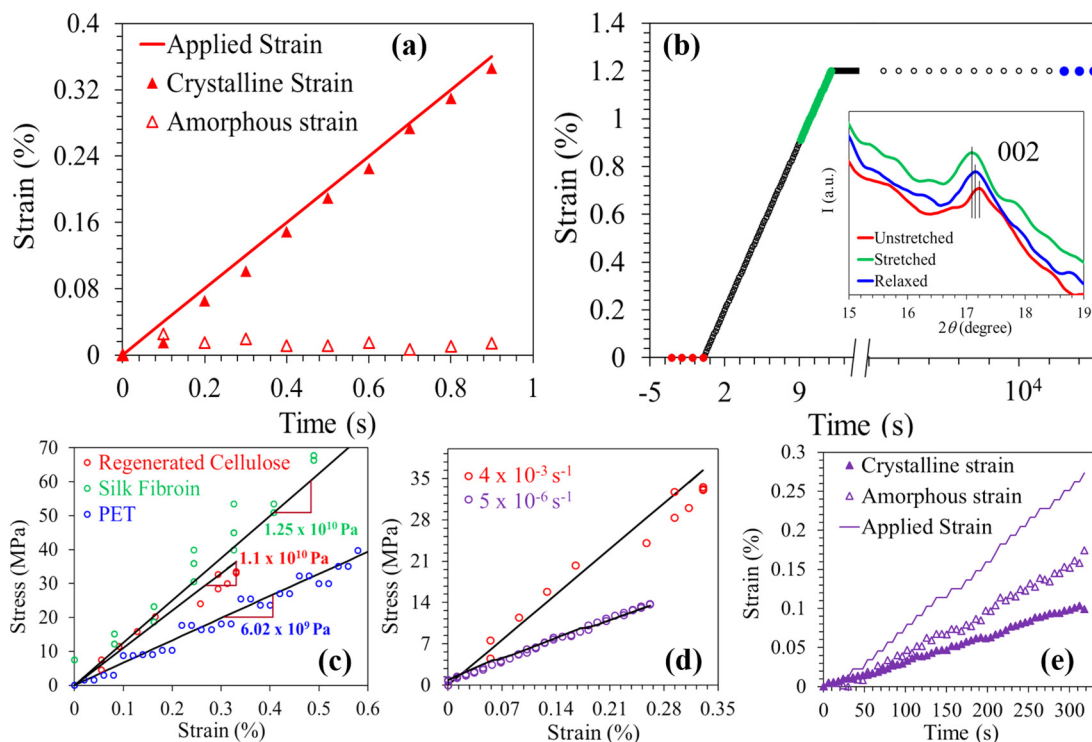 (a)
Applied Strain
Crystalline Strain
Amorphous strain
0.4
0.32
0.24
0.16
0.08
0
Strain (%)
0 0.2 0.4 0.6 0.8 1
Time (s)
(b)
1.4
1.2
1
0.8
0.6
0.4
0.2
0
Strain (%)
-5 2 9 10⁴
Time (s)
002
I (a.u.)
Unstretched
Stretched
Relaxed
15 16 17 18 19
2θ (degree)
(c)
Regenerated Cellulose
Silk Fibroin
PET
1.25 x 10¹⁰ Pa
1.1 x 10¹⁰ Pa
6.02 x 10⁹ Pa
70
60
50
40
30
20
10
0
Stress (MPa)
0 0.1 0.2 0.3 0.4 0.5 0.6
Strain (%)
(d)
4 x 10⁻³ s⁻¹
5 x 10⁻⁶ s⁻¹
35
28
21
14
7
0
Stress (MPa)
0 0.07 0.14 0.21 0.28 0.35
Strain (%)
(e)
Crystalline strain
Amorphous strain
Applied Strain
0.3
0.25
0.2
0.15
0.1
0.05
0
Strain (%)
0 50 100 150 200 250 300
Time (s)